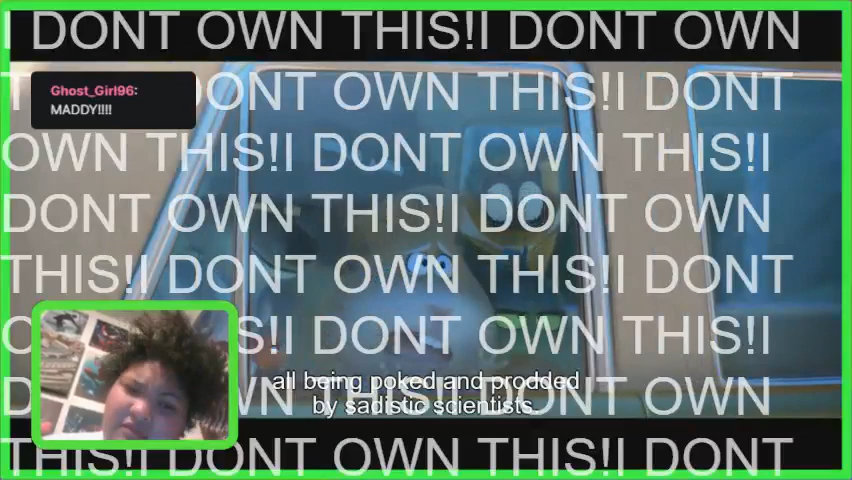 I DONT OWN THIS!I DONT OWN
Ghost_Girl96:
MADDY!!!!
T OWN THIS!I DONT
OWN THIS!I DONT OWN THIS!I
DONT OWN THIS!I DONT OWN
THIS!I DONT OWN THIS!I DONT
O S!I DONT OWN THIS!I
all being poked and prodded
by sadistic scientists.
D WN THIS!I DONT OWN
THIS!I DONT OWN THIS!I DONT